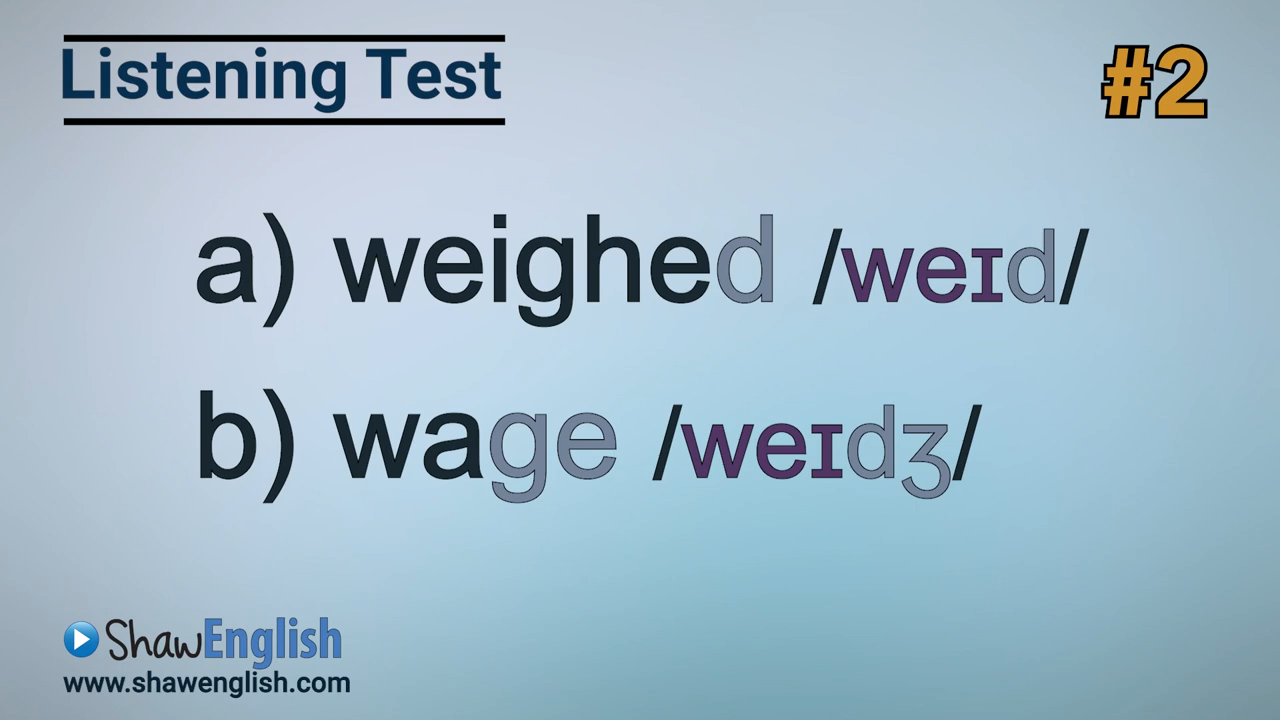 Listening Test
#2
a) weighed /weɪd/
b) wage /weɪdʒ/
ShawEnglish
www.shawenglish.com